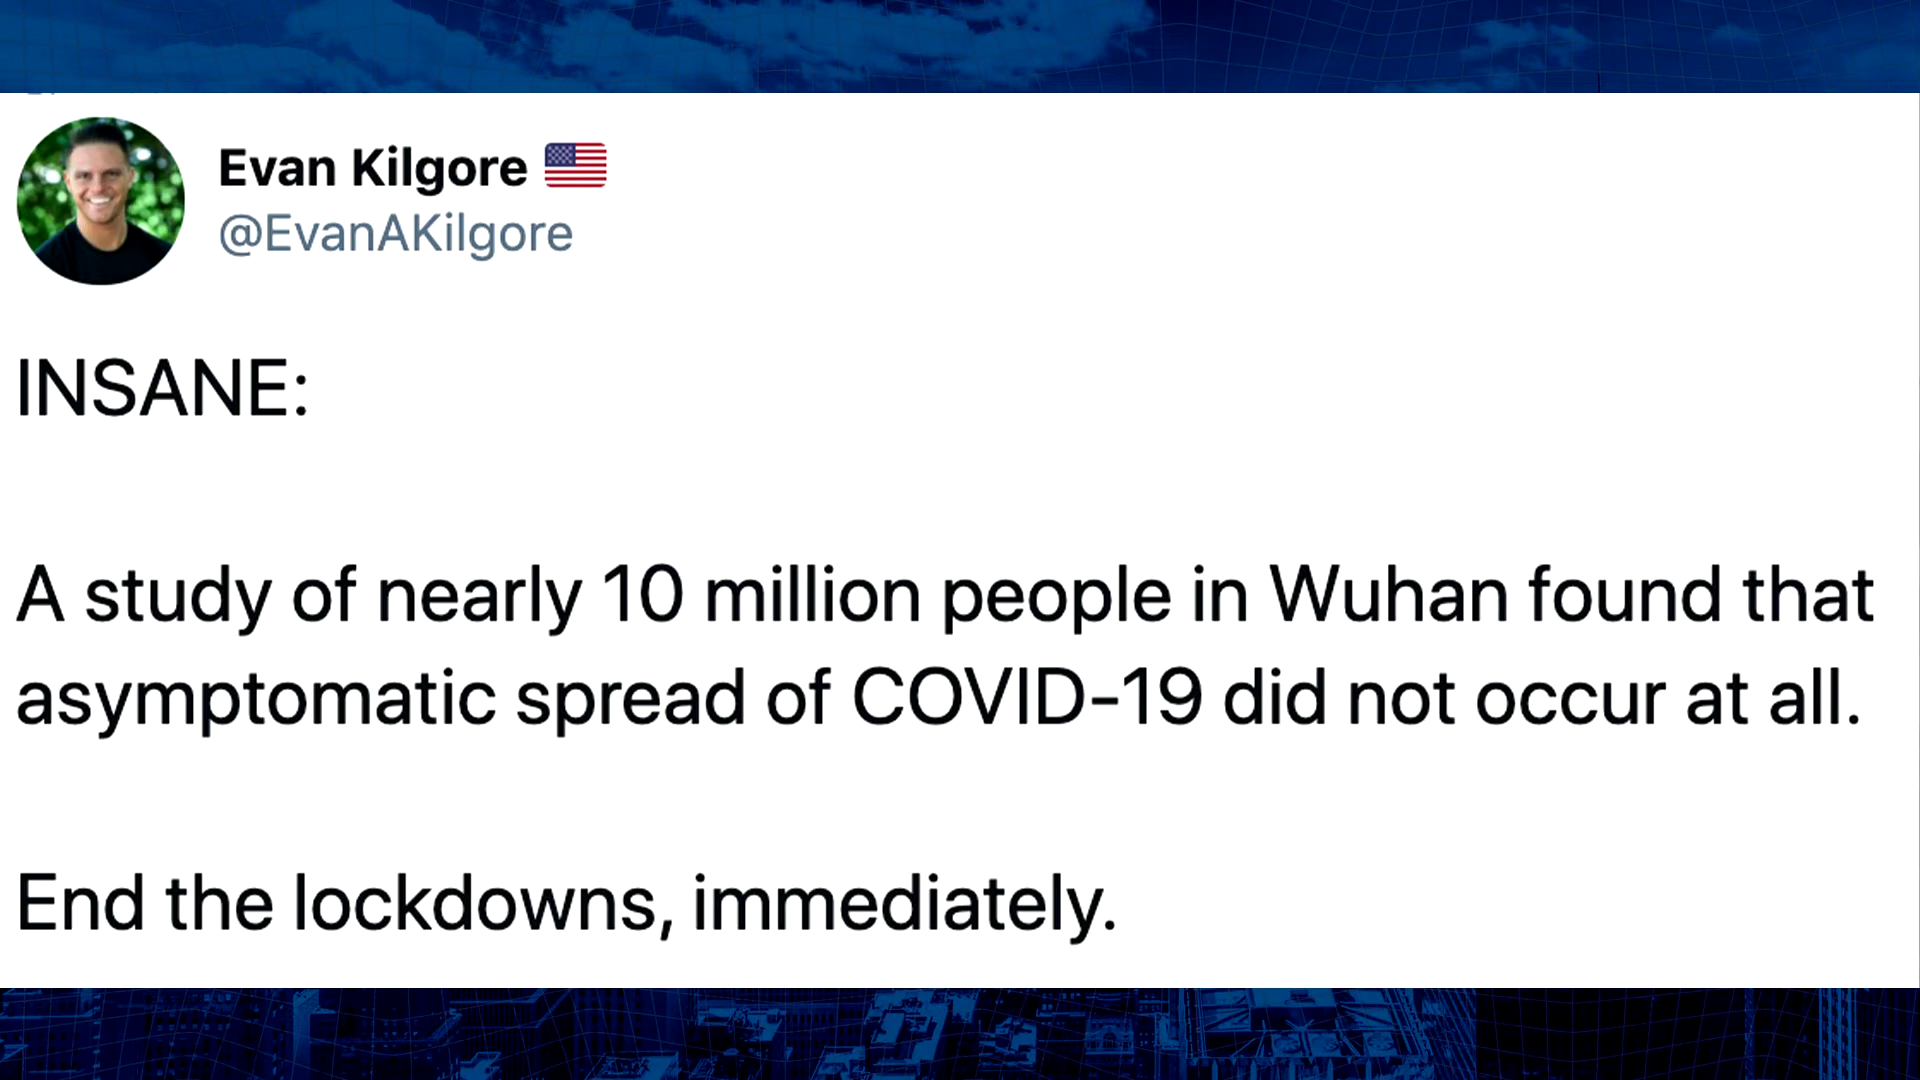 Evan Kilgore 🇺🇸
@EvanAKilgore
INSANE:
A study of nearly 10 million people in Wuhan found that
asymptomatic spread of COVID-19 did not occur at all.
End the lockdowns, immediately.